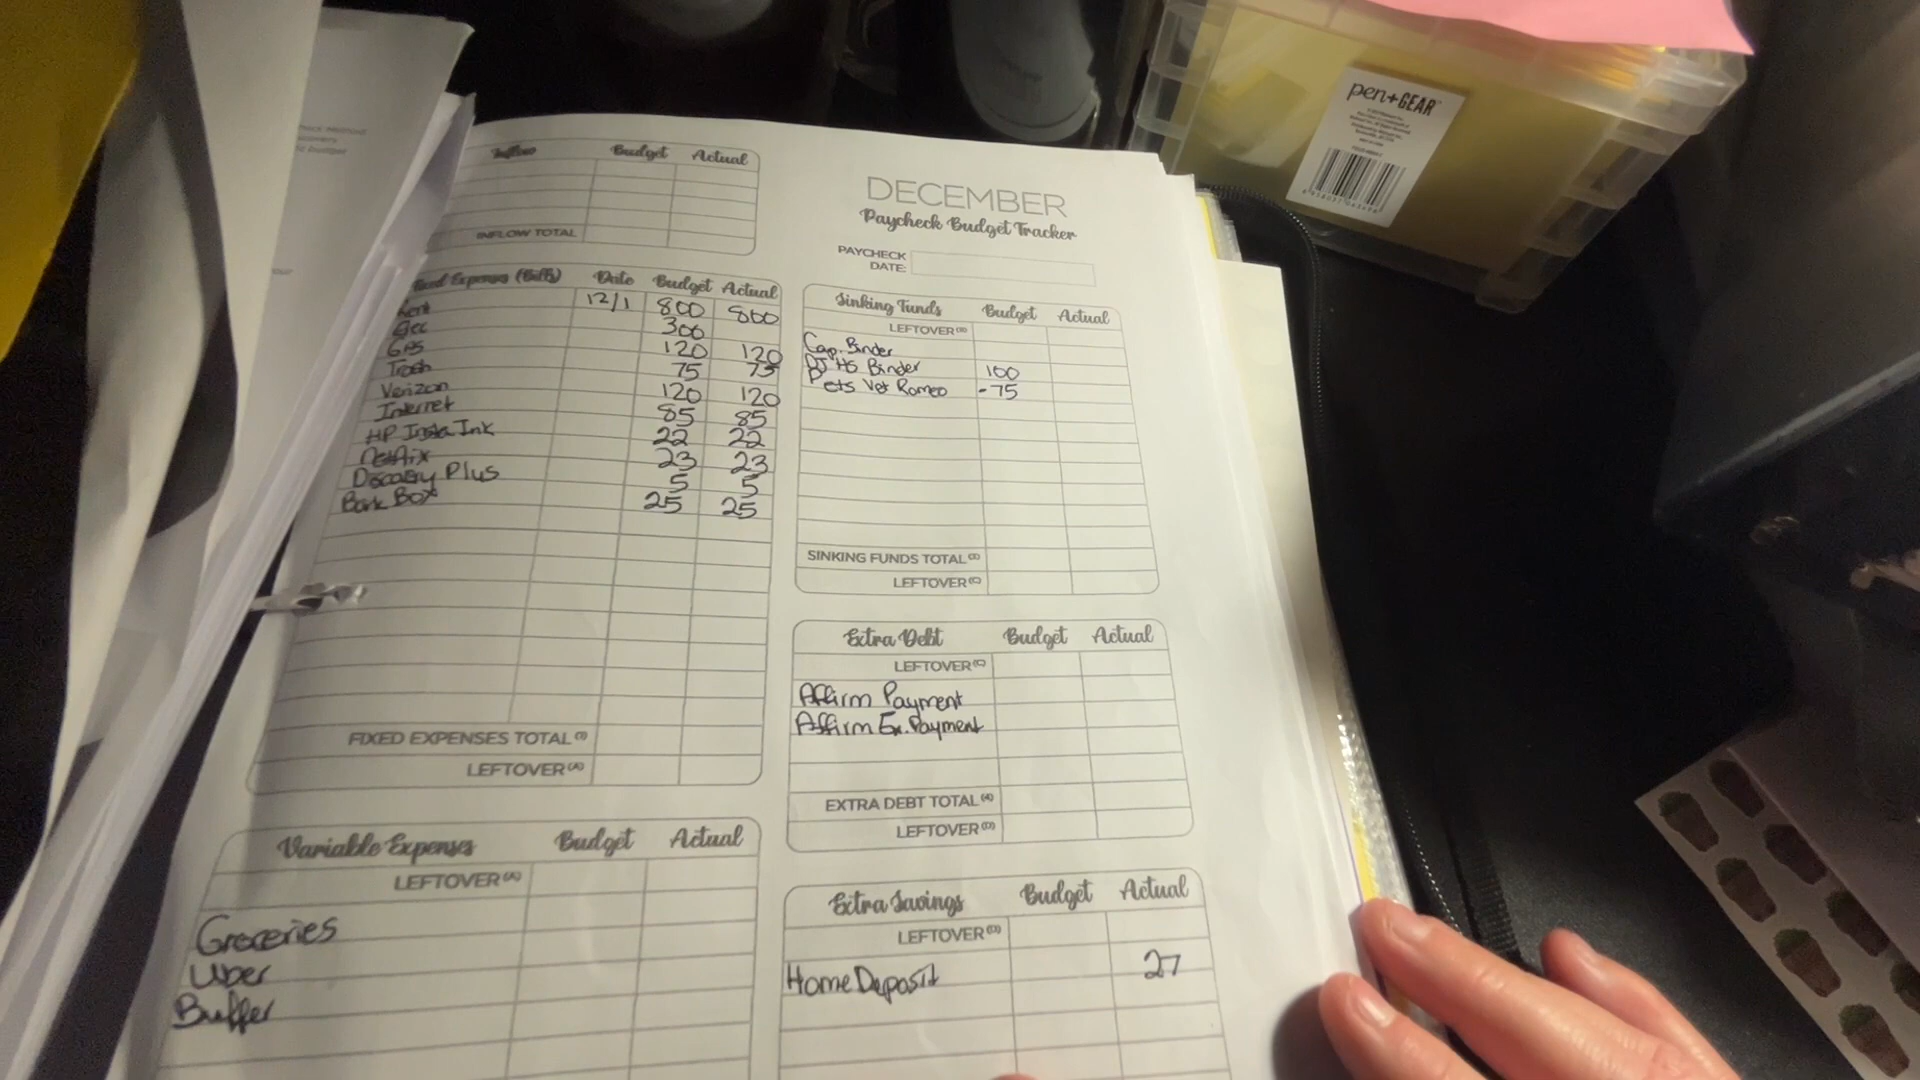 Inflow Budget Actual
INFLOW TOTAL
DECEMBER
Paycheck Budget Tracker
PAYCHECK
DATE:
Expenses (Bills) Date Budget Actual
Rent 12/1 800 800
Elec 300
GPS 120 120
Trash 75 75
Verizon 120 120
Internet 85 85
HP Insta Ink 22 22
Netflix 23 23
Discovery Plus 5 5
Bark Box 25 25
FIXED EXPENSES TOTAL
LEFTOVER (A)
Variable Expenses Budget Actual
LEFTOVER (A)
Groceries
Uber
Buffer
Sinking Funds Budget Actual
LEFTOVER (B)
Cap. Binder
DJ HS Binder 100
Pets Vet Romeo -75
SINKING FUNDS TOTAL
LEFTOVER (C)
Extra Debt Budget Actual
LEFTOVER (C)
Affirm Payment
Affirm Ex. Payment
EXTRA DEBT TOTAL (4)
LEFTOVER (D)
Extra Savings Budget Actual
LEFTOVER (D)
Home Deposit 27
pen+GEAR